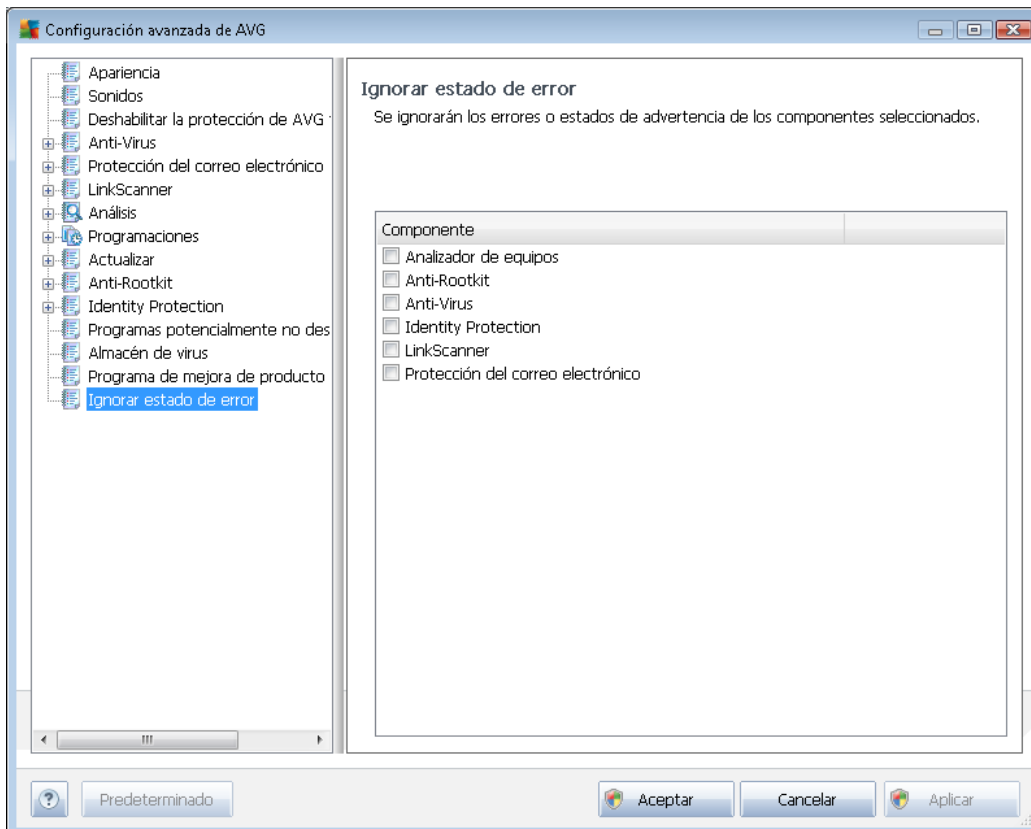 Configuración avanzada de AVG
Apariencia
Sonidos
Deshabilitar la protección de AVG
Anti-Virus
Protección del correo electrónico
LinkScanner
Análisis
Programaciones
Actualizar
Anti-Rootkit
Identity Protection
Programas potencialmente no des
Almacén de virus
Programa de mejora de producto
Ignorar estado de error
Ignorar estado de error
Se ignorarán los errores o estados de advertencia de los componentes seleccionados.
Componente
Analizador de equipos
Anti-Rootkit
Anti-Virus
Identity Protection
LinkScanner
Protección del correo electrónico
?
Predeterminado
Aceptar
Cancelar
Aplicar